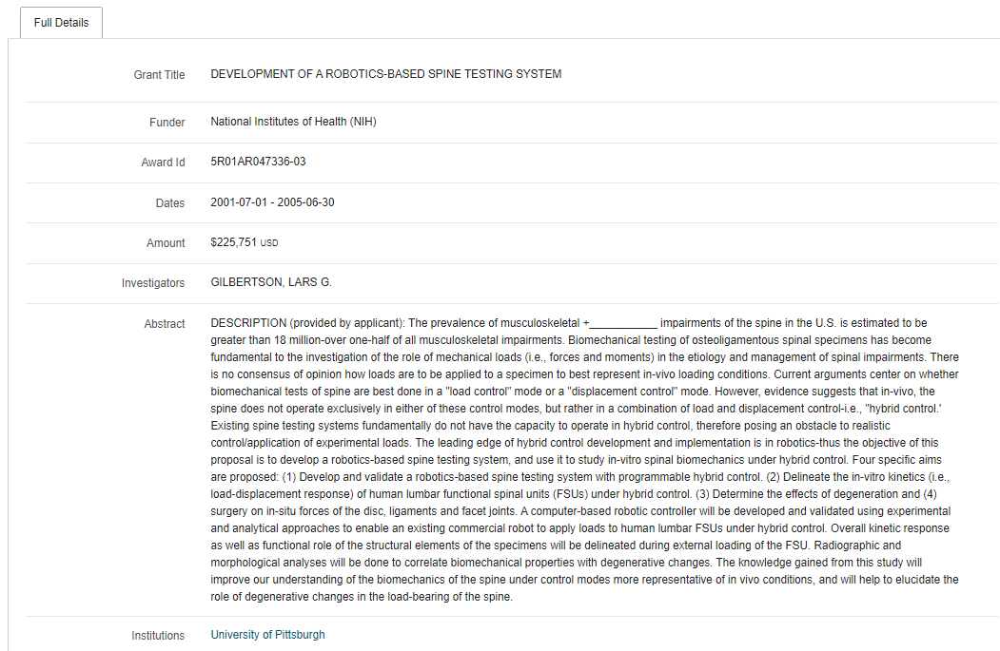 Full Details
Grant Title DEVELOPMENT OF A ROBOTICS-BASED SPINE TESTING SYSTEM
Funder National Institutes of Health (NIH)
Award Id 5R01AR047336-03
Dates 2001-07-01 - 2005-06-30
Amount $225,751 USD
Investigators GILBERTSON, LARS G.
Abstract DESCRIPTION (provided by applicant): The prevalence of musculoskeletal +___________ impairments of the spine in the U.S. is estimated to be
greater than 18 million-over one-half of all musculoskeletal impairments. Biomechanical testing of osteoligamentous spinal specimens has become
fundamental to the investigation of the role of mechanical loads (i.e., forces and moments) in the etiology and management of spinal impairments. There
is no consensus of opinion how loads are to be applied to a specimen to best represent in-vivo loading conditions. Current arguments center on whether
biomechanical tests of spine are best done in a "load control" mode or a "displacement control" mode. However, evidence suggests that in-vivo, the
spine does not operate exclusively in either of these control modes, but rather in a combination of load and displacement control-i.e., "hybrid control.'
Existing spine testing systems fundamentally do not have the capacity to operate in hybrid control, therefore posing an obstacle to realistic
control/application of experimental loads. The leading edge of hybrid control development and implementation is in robotics-thus the objective of this
proposal is to develop a robotics-based spine testing system, and use it to study in-vitro spinal biomechanics under hybrid control. Four specific aims
are proposed: (1) Develop and validate a robotics-based spine testing system with programmable hybrid control. (2) Delineate the in-vitro kinetics (i.e.,
load-displacement response) of human lumbar functional spinal units (FSUs) under hybrid control. (3) Determine the effects of degeneration and (4)
surgery on in-situ forces of the disc, ligaments and facet joints. A computer-based robotic controller will be developed and validated using experimental
and analytical approaches to enable an existing commercial robot to apply loads to human lumbar FSUs under hybrid control. Overall kinetic response
as well as functional role of the structural elements of the specimens will be delineated during external loading of the FSU. Radiographic and
morphological analyses will be done to correlate biomechanical properties with degenerative changes. The knowledge gained from this study will
improve our understanding of the biomechanics of the spine under control modes more representative of in vivo conditions, and will help to elucidate the
role of degenerative changes in the load-bearing of the spine.
Institutions University of Pittsburgh